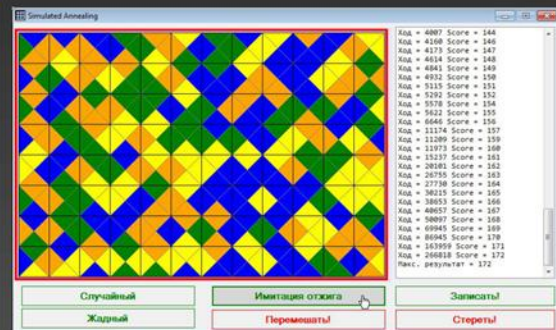 Simulated Annealing
Ход = 4007 Score = 144
Ход = 4160 Score = 146
Ход = 4173 Score = 147
Ход = 4614 Score = 148
Ход = 4841 Score = 149
Ход = 4932 Score = 150
Ход = 5115 Score = 151
Ход = 5292 Score = 152
Ход = 5578 Score = 154
Ход = 5622 Score = 155
Ход = 6646 Score = 156
Ход = 11174 Score = 157
Ход = 11209 Score = 159
Ход = 11973 Score = 160
Ход = 15237 Score = 161
Ход = 20101 Score = 162
Ход = 26755 Score = 163
Ход = 27730 Score = 164
Ход = 30215 Score = 165
Ход = 38653 Score = 166
Ход = 40657 Score = 167
Ход = 50097 Score = 168
Ход = 69945 Score = 169
Ход = 86945 Score = 170
Ход = 163959 Score = 171
Ход = 266818 Score = 172
Макс. результат = 172
Случайный
Имитация отжига
Записать!
Жадный
Перемешать!
Стереть!